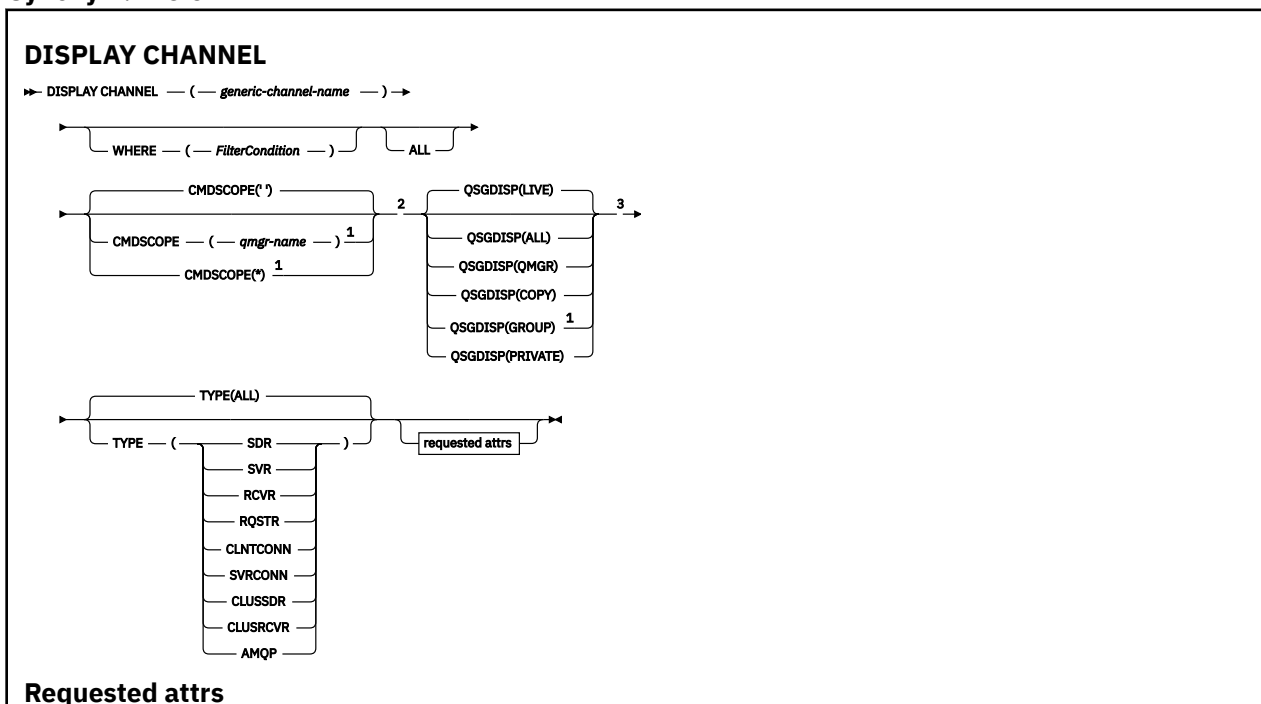 DISPLAY CHANNEL
DISPLAY CHANNEL ( generic-channel-name )
WHERE ( FilterCondition ) ALL
CMDSCOPE(' ') 2 QSGDISP(LIVE) 3
CMDSCOPE ( qmgr-name ) 1 QSGDISP(ALL)
CMDSCOPE(*) 1 QSGDISP(QMGR)
QSGDISP(COPY)
QSGDISP(GROUP) 1
QSGDISP(PRIVATE)
TYPE(ALL)
TYPE ( SDR ) requested attrs
SVR
RCVR
RQSTR
CLNTCONN
SVRCONN
CLUSSDR
CLUSRCVR
AMQP
Requested attrs